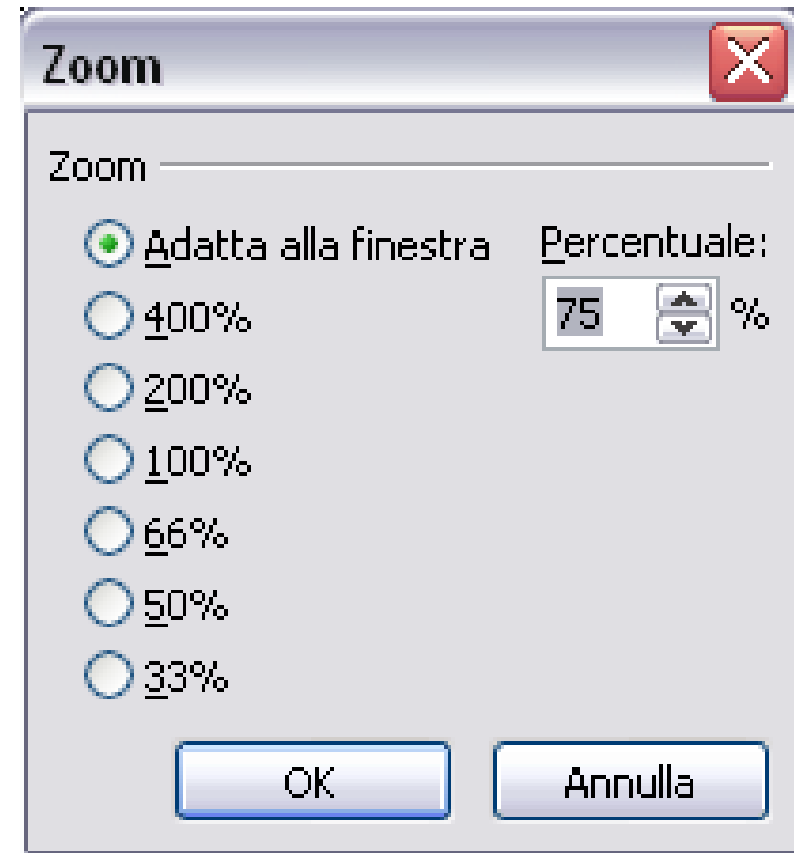 Zoom
Zoom
Adatta alla finestra
Percentuale:
400%
75 %
200%
100%
66%
50%
33%
OK
Annulla